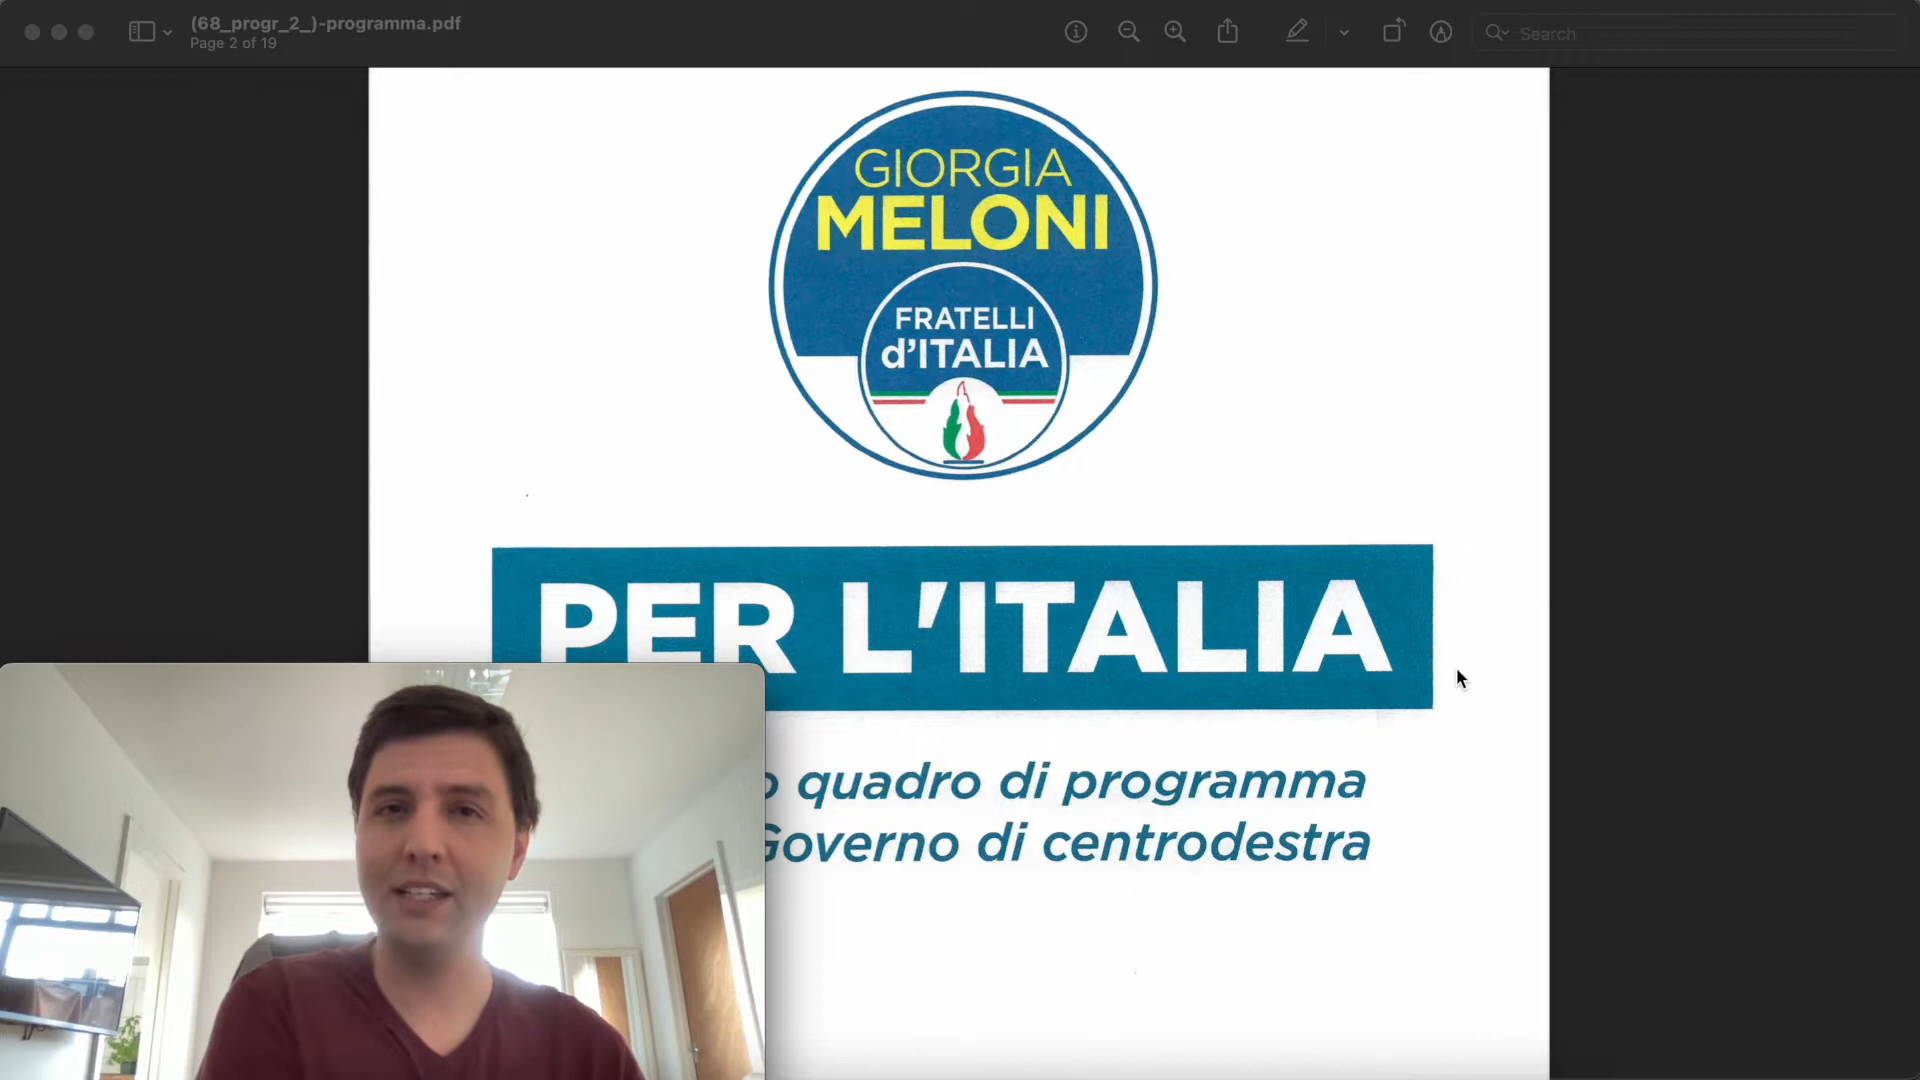 (68_progr_2_)-programma.pdf
Page 2 of 19
Search
GIORGIA
MELONI
FRATELLI
d'ITALIA
PER L'ITALIA
quadro di programma
Governo di centrodestra